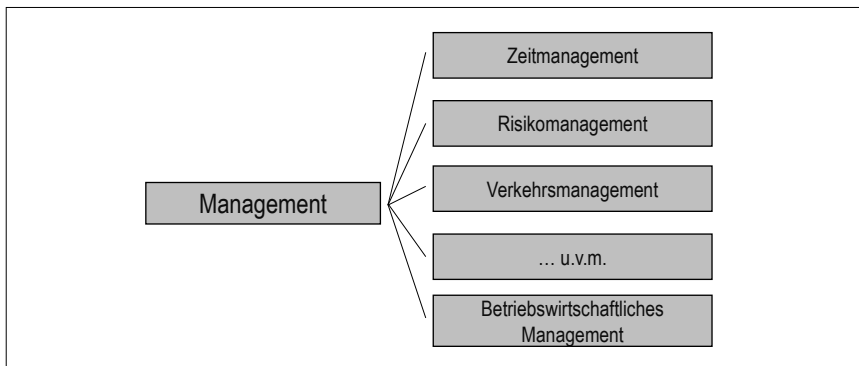 Zeitmanagement
Risikomanagement
Management
Verkehrsmanagement
... u.v.m.
Betriebswirtschaftliches
Management